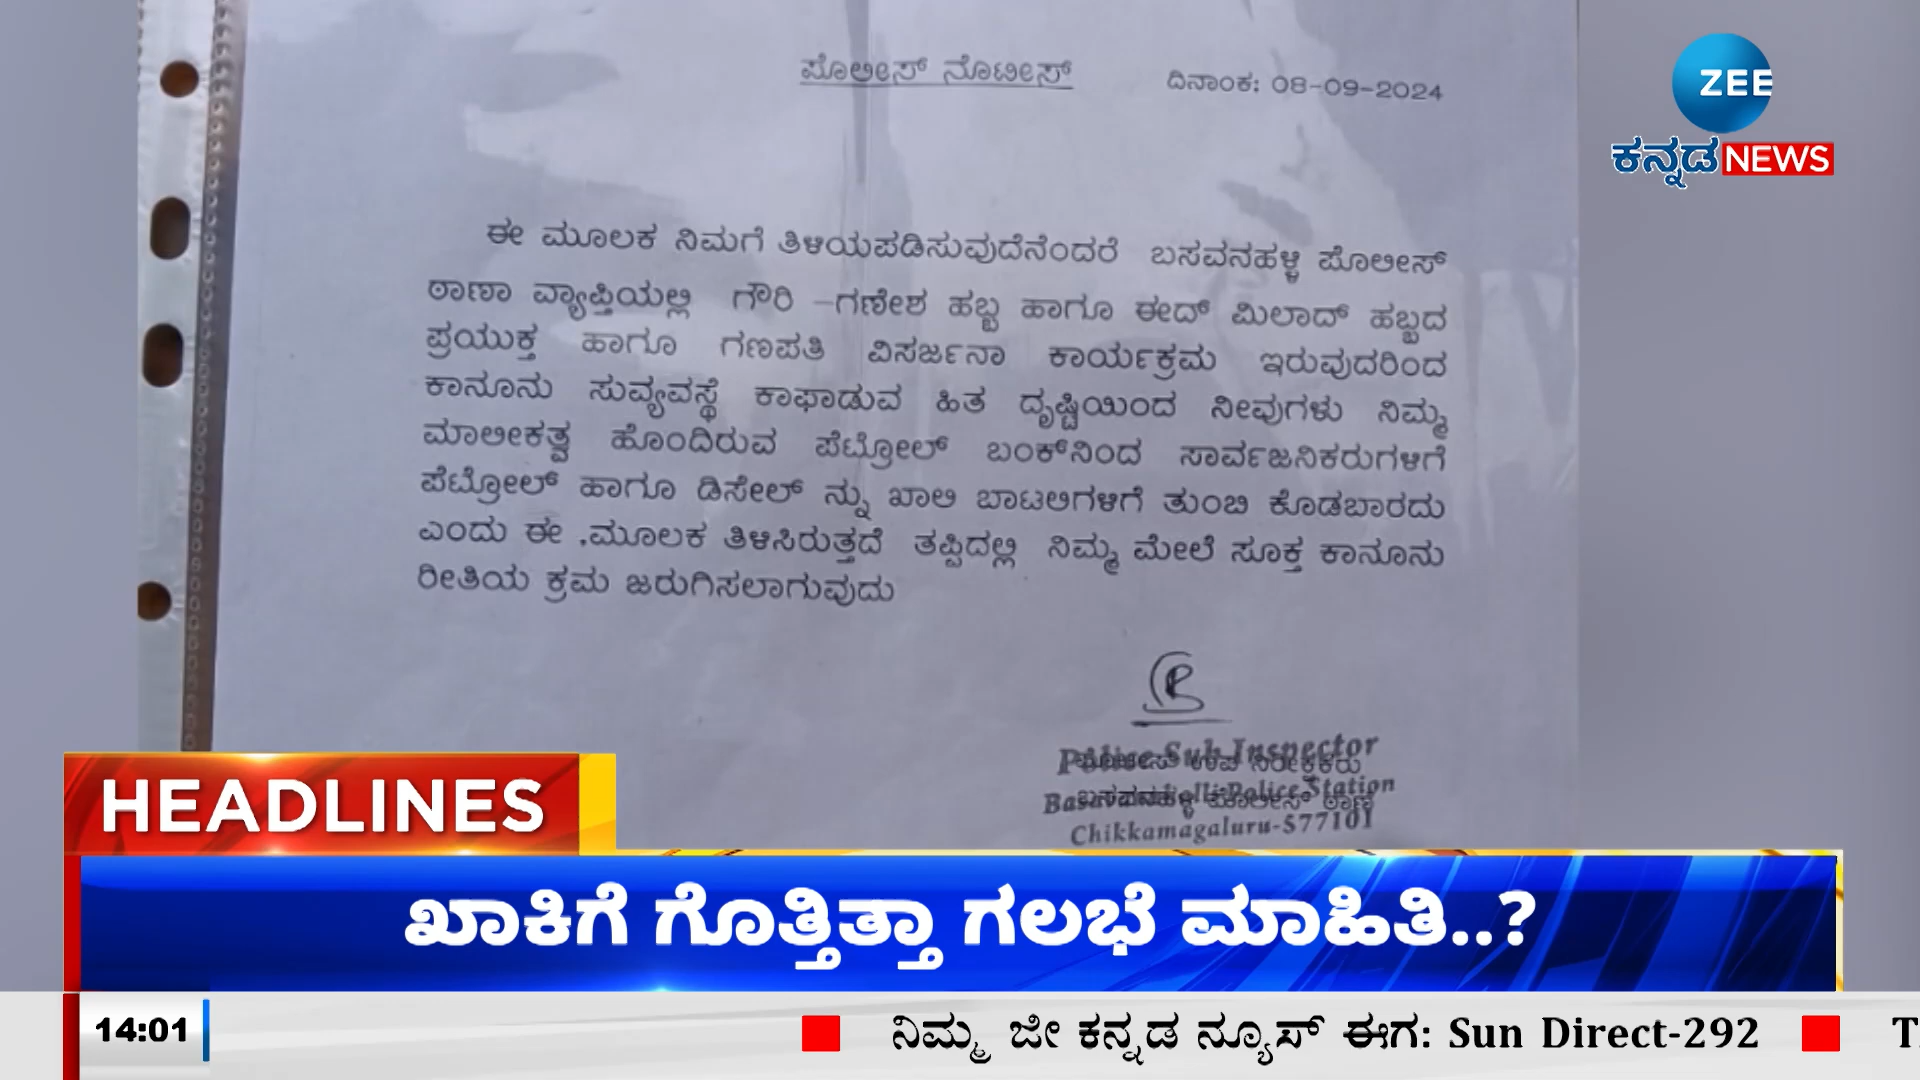 ಪೊಲೀಸ್ ನೊಟೀಸ್
ದಿನಾಂಕ: 08-09-2024
ZEE
ಕನ್ನಡ NEWS
ಈ ಮೂಲಕ ನಿಮಗೆ ತಿಳಿಯಪಡಿಸುವುದೆನೆಂದರೆ ಬಸವನಹಳ್ಳಿ ಪೊಲೀಸ್
ಠಾಣಾ ವ್ಯಾಪ್ತಿಯಲ್ಲಿ ಗೌರಿ –ಗಣೇಶ ಹಬ್ಬ ಹಾಗೂ ಈದ್ ಮಿಲಾದ್ ಹಬ್ಬದ
ಪ್ರಯುಕ್ತ ಹಾಗೂ ಗಣಪತಿ ವಿಸರ್ಜನಾ ಕಾರ್ಯಕ್ರಮ ಇರುವುದರಿಂದ
ಕಾನೂನು ಸುವ್ಯವಸ್ಥೆ ಕಾಫಾಡುವ ಹಿತ ದೃಷ್ಟಿಯಿಂದ ನೀವುಗಳು ನಿಮ್ಮ
ಮಾಲೀಕತ್ವ ಹೊಂದಿರುವ ಪೆಟ್ರೋಲ್ ಬಂಕ್‌ನಿಂದ ಸಾರ್ವಜನಿಕರುಗಳಿಗೆ
ಪೆಟ್ರೋಲ್ ಹಾಗೂ ಡಿಸೇಲ್ ನ್ನು ಖಾಲಿ ಬಾಟಲಿಗಳಿಗೆ ತುಂಬಿ ಕೊಡಬಾರದು
ಎಂದು ಈ .ಮೂಲಕ ತಿಳಿಸಿರುತ್ತದೆ ತಪ್ಪಿದಲ್ಲಿ ನಿಮ್ಮ ಮೇಲೆ ಸೂಕ್ತ ಕಾನೂನು
ರೀತಿಯ ಕ್ರಮ ಜರುಗಿಸಲಾಗುವುದು
Police Sub Inspector
ಪೊಲೀಸ್ ಉಪ ನಿರೀಕ್ಷಕರು
Police Station
ಬಸವನಹಳ್ಳಿ ಪೊಲೀಸ್ ಠಾಣೆ
Chikkamagaluru-577101
HEADLINES
ಖಾಕಿಗೆ ಗೊತ್ತಿತ್ತಾ ಗಲಭೆ ಮಾಹಿತಿ..?
14:01
ನಿಮ್ಮ ಜೀ ಕನ್ನಡ ನ್ಯೂಸ್ ಈಗ: Sun Direct-292